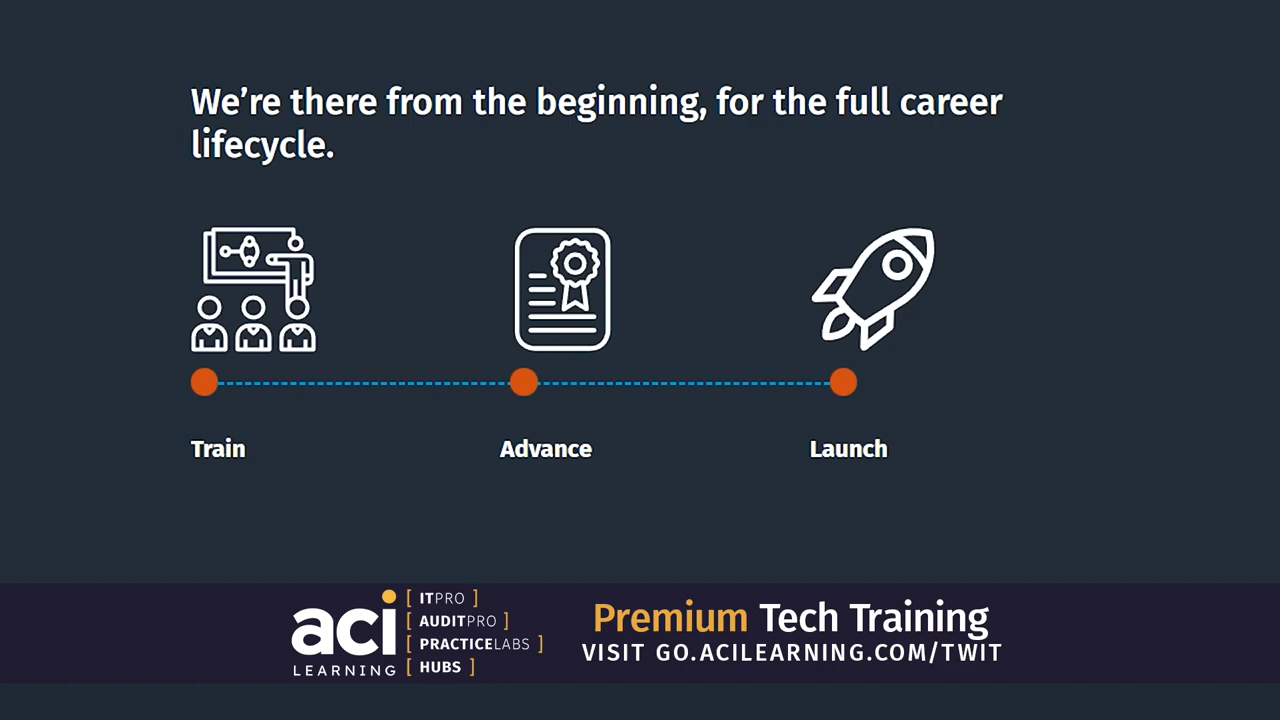 We’re there from the beginning, for the full career
lifecycle.
Train
Advance
Launch
aci
LEARNING
[ ITPRO ]
[ AUDITPRO ]
[ PRACTICELABS ]
[ HUBS ]
Premium Tech Training
VISIT GO.ACILEARNING.COM/TWIT